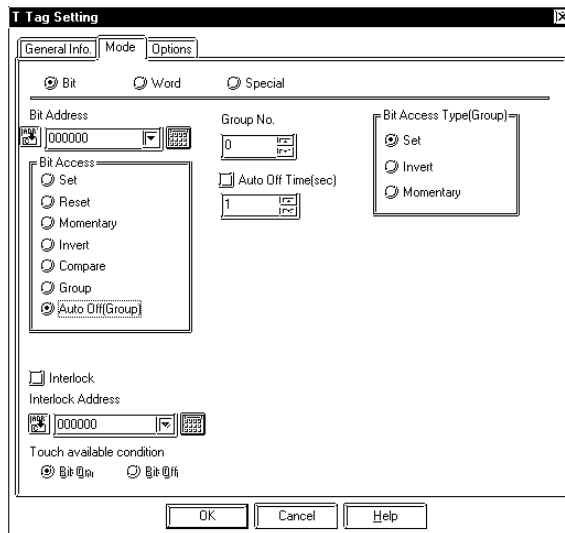 T Tag Setting
General Info. Mode Options
Bit Word Special
Bit Address
000000
Group No.
0
Auto Off Time(sec)
1
Bit Access Type(Group)
Set
Invert
Momentary
Bit Access
Set
Reset
Momentary
Invert
Compare
Group
Auto Off(Group)
Interlock
Interlock Address
000000
Touch available condition
Bit On Bit Off
OK Cancel Help